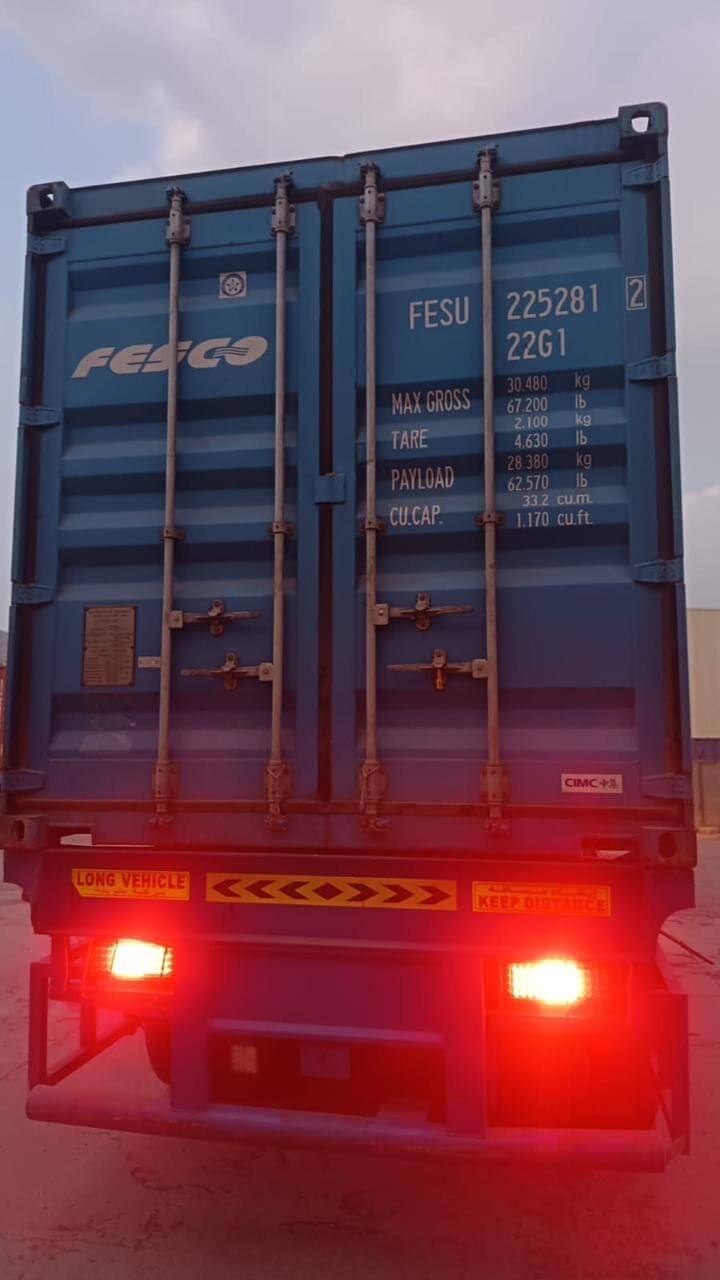 FESCO
FESU 225281 2
22G1
MAX GROSS 30.480 kg
67.200 lb
TARE 2.100 kg
4.630 lb
PAYLOAD 28.380 kg
62.570 lb
CU.CAP. 33.2 cu.m.
1.170 cu.ft.
CIMC 中集
LONG VEHICLE
KEEP DISTANCE